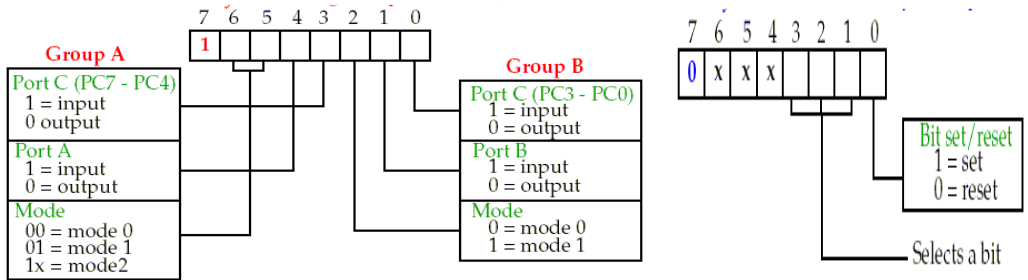 7 6 5 4 3 2 1 0
1
Group A
Port C (PC7 - PC4)
1 = input
0 output
Port A
1 = input
0 = output
Mode
00 = mode 0
01 = mode 1
1x = mode2
Group B
Port C (PC3 - PC0)
1 = input
0 = output
Port B
1 = input
0 = output
Mode
0 = mode 0
1 = mode 1
7 6 5 4 3 2 1 0
0 x x x
Bit set/reset
1 = set
0 = reset
Selects a bit